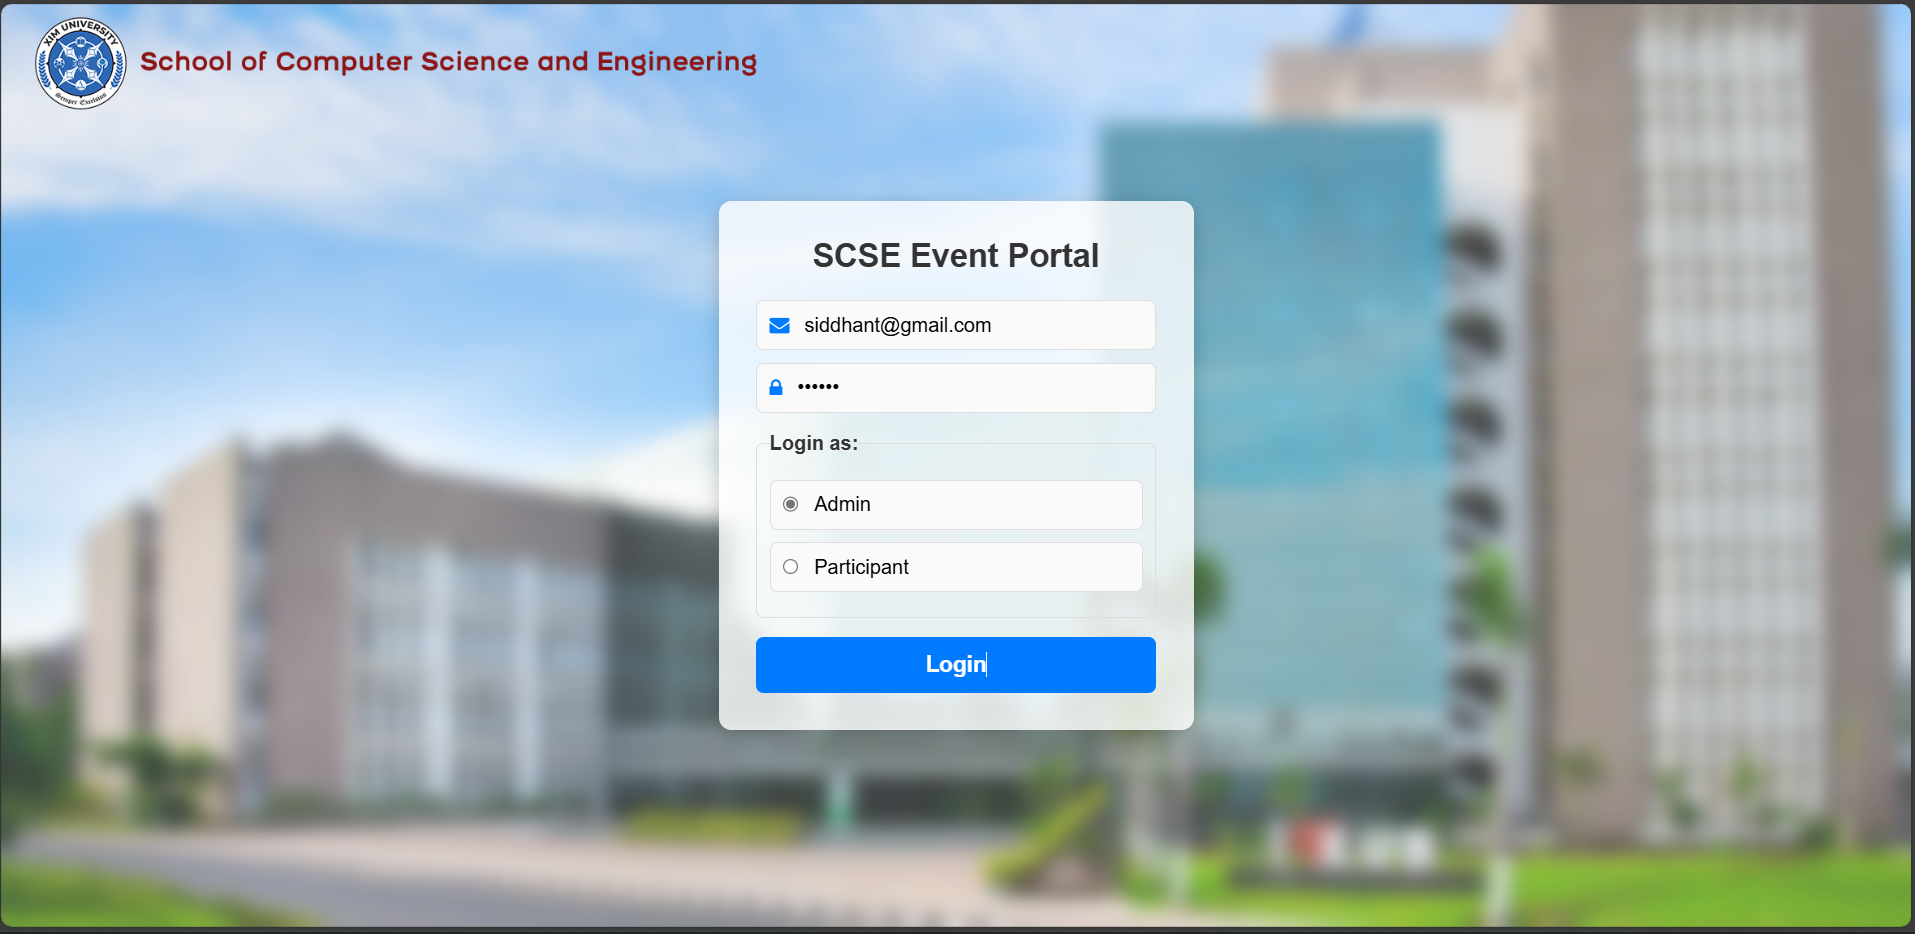 XIM UNIVERSITY
Semper Excelsius
School of Computer Science and Engineering
SCSE Event Portal
siddhant@gmail.com
••••••
Login as:
Admin
Participant
Login